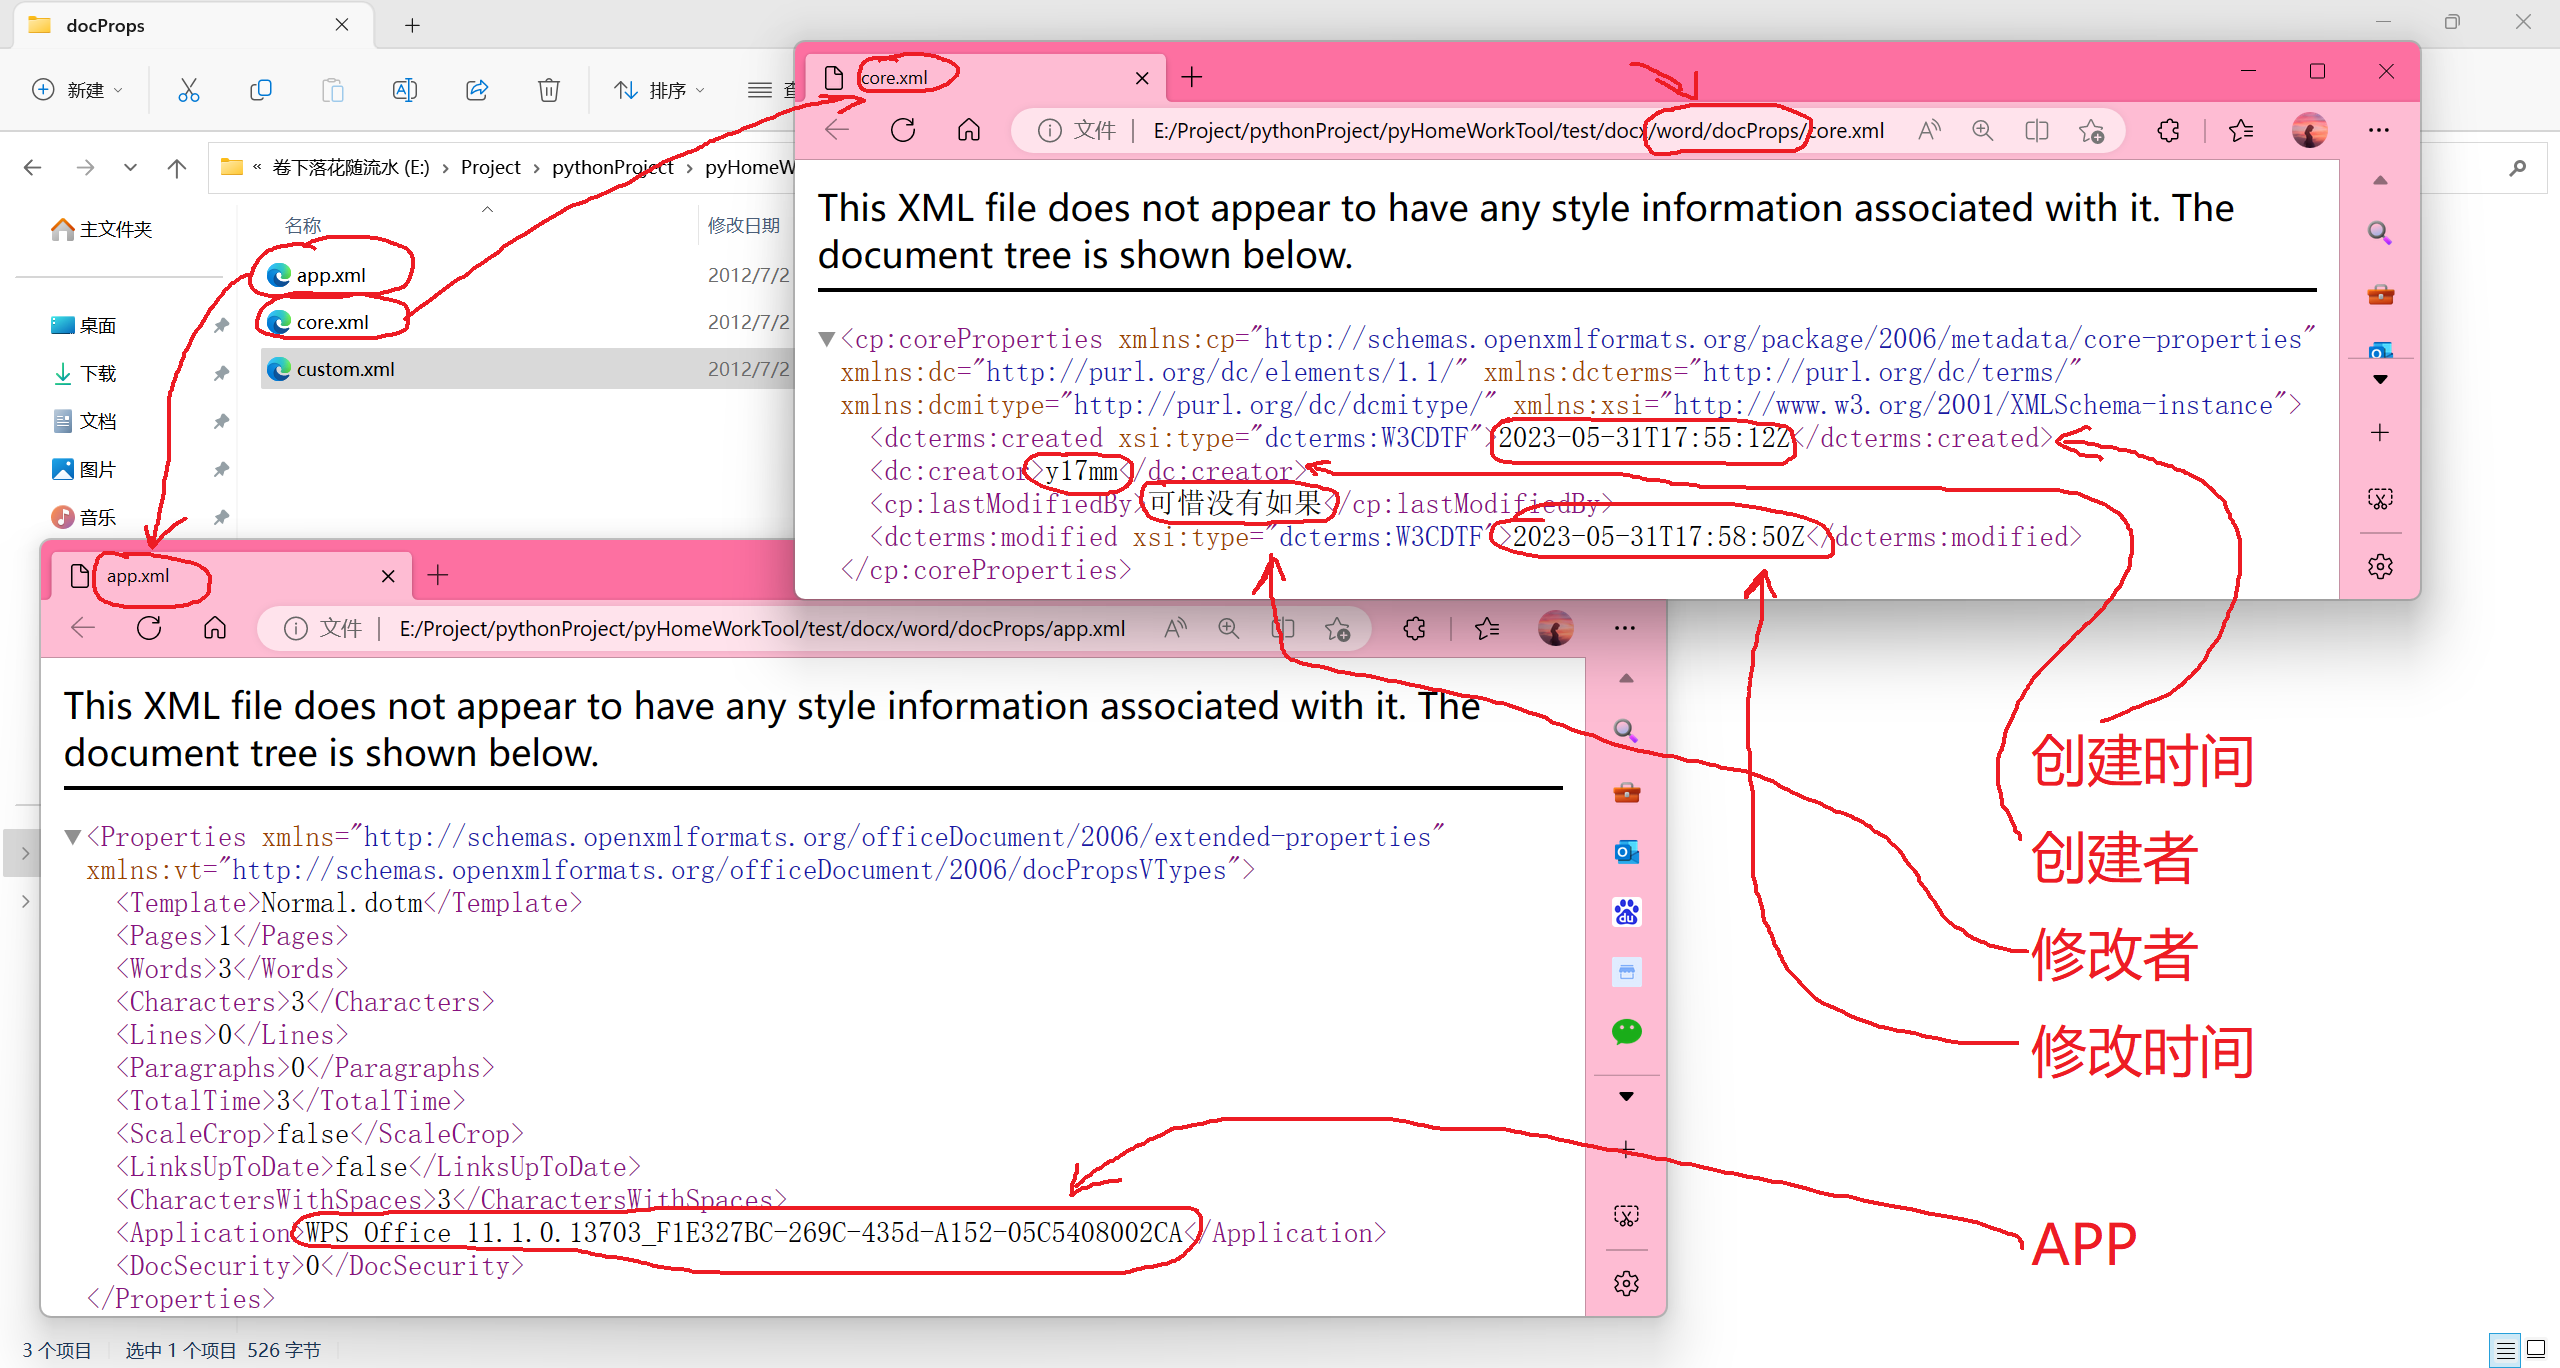 docProps
新建
排序
查
« 卷下落花随流水 (E:) › Project › pythonProject › pyHomeW
主文件夹
桌面
下载
文档
图片
音乐
名称
修改日期
app.xml
2012/7/2
core.xml
2012/7/2
custom.xml
2012/7/2
core.xml
文件 | E:/Project/pythonProject/pyHomeWorkTool/test/docx/word/docProps/core.xml
This XML file does not appear to have any style information associated with it. The
document tree is shown below.
<cp:coreProperties xmlns:cp="http://schemas.openxmlformats.org/package/2006/metadata/core-properties"
xmlns:dc="http://purl.org/dc/elements/1.1/" xmlns:dcterms="http://purl.org/dc/terms/"
xmlns:dcmitype="http://purl.org/dc/dcmitype/" xmlns:xsi="http://www.w3.org/2001/XMLSchema-instance">
<dcterms:created xsi:type="dcterms:W3CDTF">2023-05-31T17:55:12Z</dcterms:created>
<dc:creator>yl7mm</dc:creator>
<cp:lastModifiedBy>可惜没有如果</cp:lastModifiedBy>
<dcterms:modified xsi:type="dcterms:W3CDTF">2023-05-31T17:58:50Z</dcterms:modified>
</cp:coreProperties>
app.xml
文件 | E:/Project/pythonProject/pyHomeWorkTool/test/docx/word/docProps/app.xml
This XML file does not appear to have any style information associated with it. The
document tree is shown below.
<Properties xmlns="http://schemas.openxmlformats.org/officeDocument/2006/extended-properties"
xmlns:vt="http://schemas.openxmlformats.org/officeDocument/2006/docPropsVTypes">
<Template>Normal.dotm</Template>
<Pages>1</Pages>
<Words>3</Words>
<Characters>3</Characters>
<Lines>0</Lines>
<Paragraphs>0</Paragraphs>
<TotalTime>3</TotalTime>
<ScaleCrop>false</ScaleCrop>
<LinksUpToDate>false</LinksUpToDate>
<CharactersWithSpaces>3</CharactersWithSpaces>
<Application>WPS Office_11.1.0.13703_F1E327BC-269C-435d-A152-05C5408002CA</Application>
<DocSecurity>0</DocSecurity>
</Properties>
创建时间
创建者
修改者
修改时间
APP
3 个项目
选中 1 个项目 526 字节